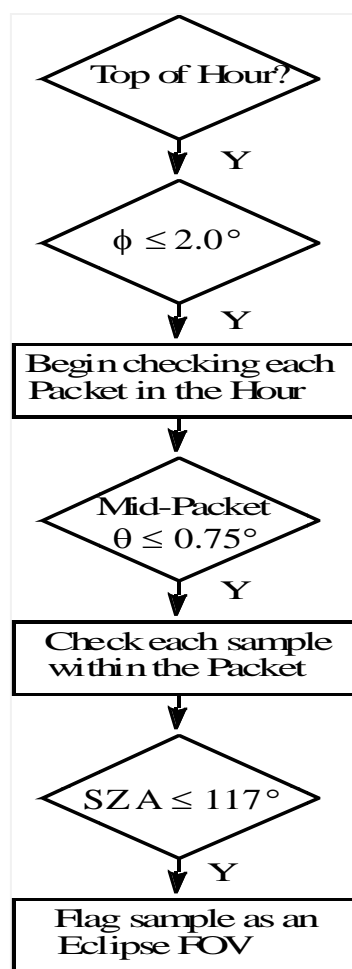 Top of Hour?
Y
ϕ ≤ 2.0°
Y
Begin checking each
Packet in the Hour
Mid-Packet
θ ≤ 0.75°
Y
Check each sample
within the Packet
SZA ≤ 117°
Y
Flag sample as an
Eclipse FOV